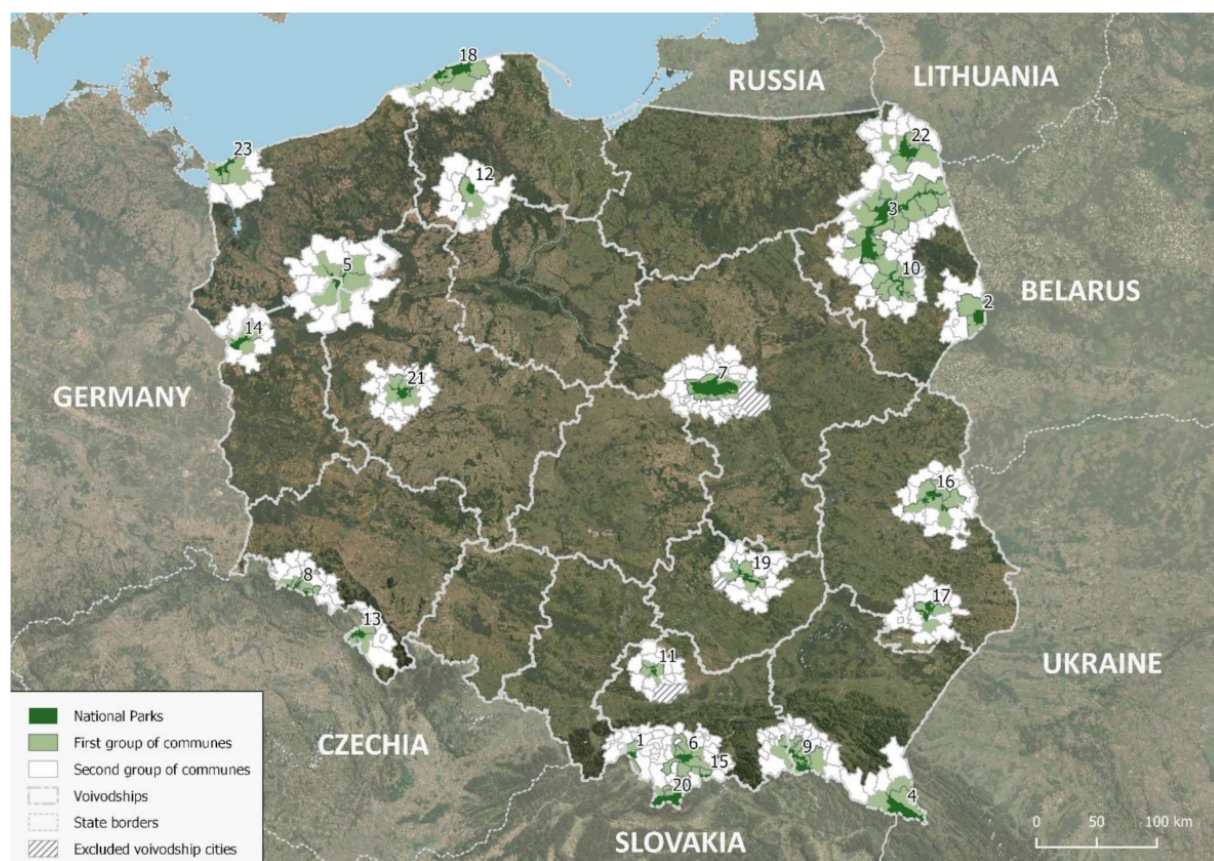 18
RUSSIA
LITHUANIA
23
22
12
3
5
10
BELARUS
2
14
GERMANY
21
7
16
19
8
17
13
11
UKRAINE
National Parks
First group of communes
Second group of communes
Voivodships
State borders
Excluded voivodship cities
CZECHIA
1
6
9
15
20
4
SLOVAKIA
0 50 100 km